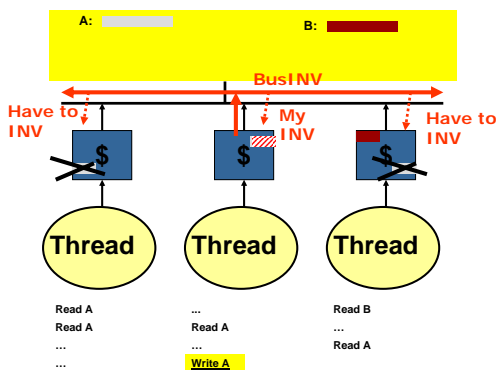 A:
B:
BusINV
Have to
INV
My
INV
Have to
INV
$
$
$
Thread
Thread
Thread
Read A
Read A
…
…
...
Read A
…
Write A
Read B
…
Read A